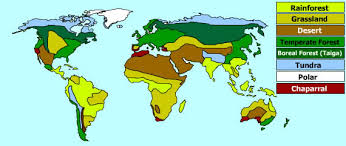 Rainforest
Grassland
Desert
Temperate Forest
Boreal Forest (Taiga)
Tundra
Polar
Chaparral